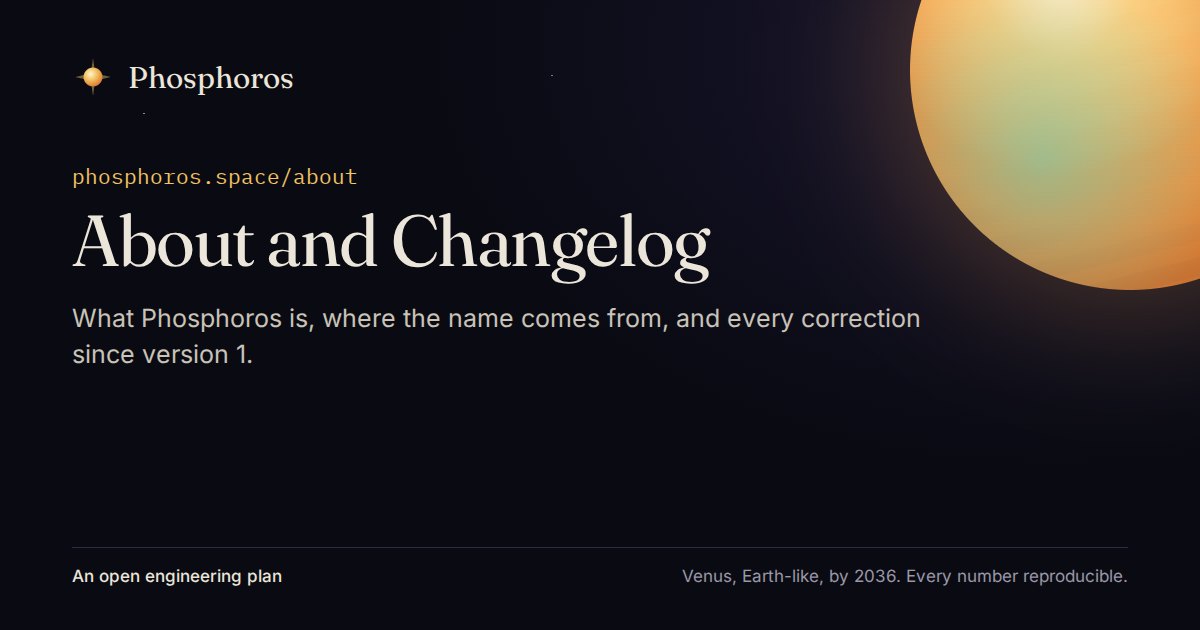 Phosphoros
phosphoros.space/about
About and Changelog
What Phosphoros is, where the name comes from, and every correction
since version 1.
An open engineering plan
Venus, Earth-like, by 2036. Every number reproducible.